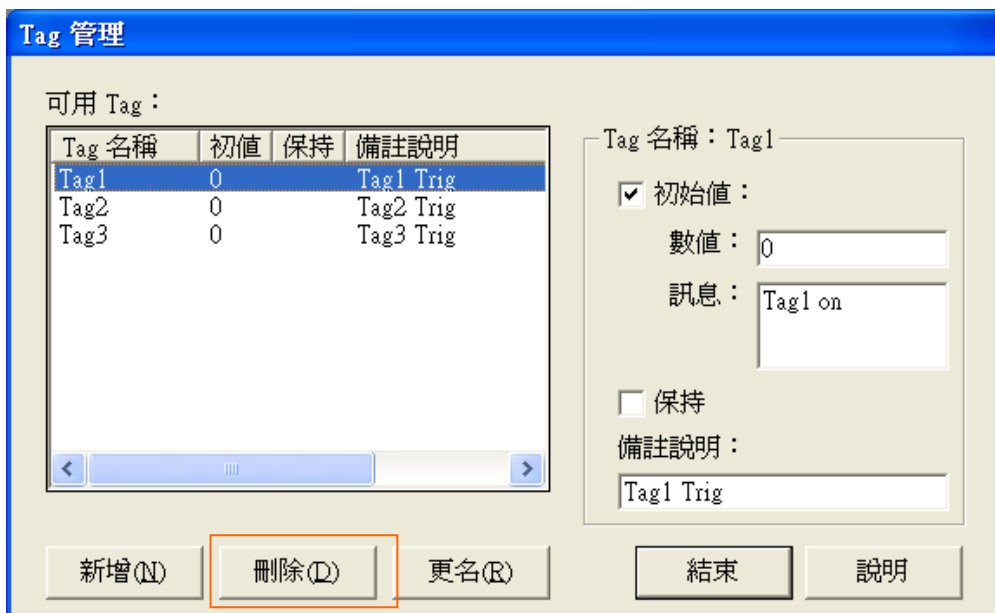 Tag 管理
可用 Tag：
Tag 名稱 初值 保持 備註說明
Tag1 0 Tag1 Trig
Tag2 0 Tag2 Trig
Tag3 0 Tag3 Trig
Tag 名稱：Tag1
初始值：
數值： 0
訊息： Tag1 on
保持
備註說明：
Tag1 Trig
新增(N) 刪除(D) 更名(R) 結束 說明